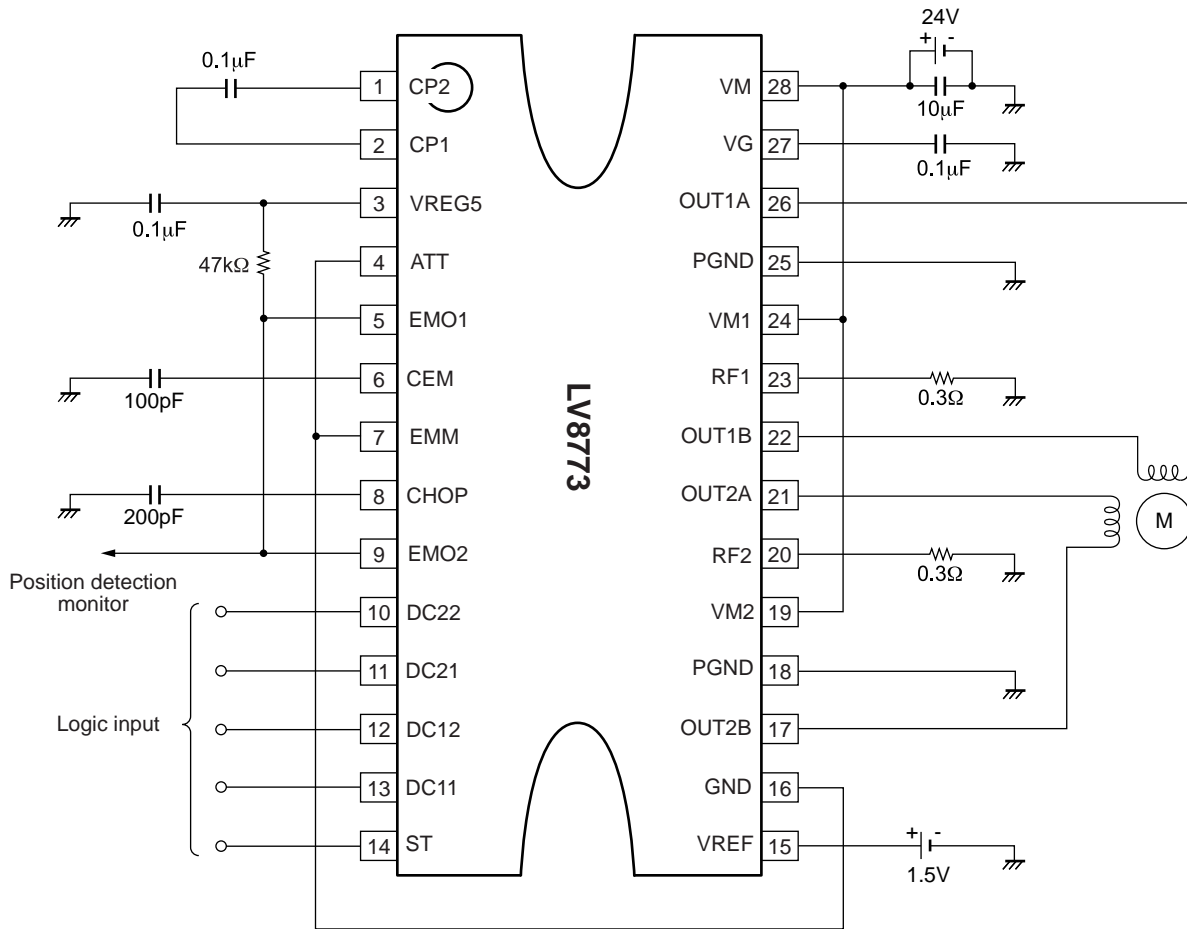 24V
+ -
10μF
0.1μF
1 CP2
2 CP1
0.1μF
3 VREG5
47kΩ
4 ATT
5 EMO1
100pF
6 CEM
7 EMM
200pF
8 CHOP
9 EMO2
Position detection
monitor
10 DC22
11 DC21
Logic input
12 DC12
13 DC11
14 ST
LV8773
VM 28
VG 27
0.1μF
OUT1A 26
PGND 25
VM1 24
RF1 23
0.3Ω
OUT1B 22
OUT2A 21
M
RF2 20
0.3Ω
VM2 19
PGND 18
OUT2B 17
GND 16
VREF 15
+ -
1.5V